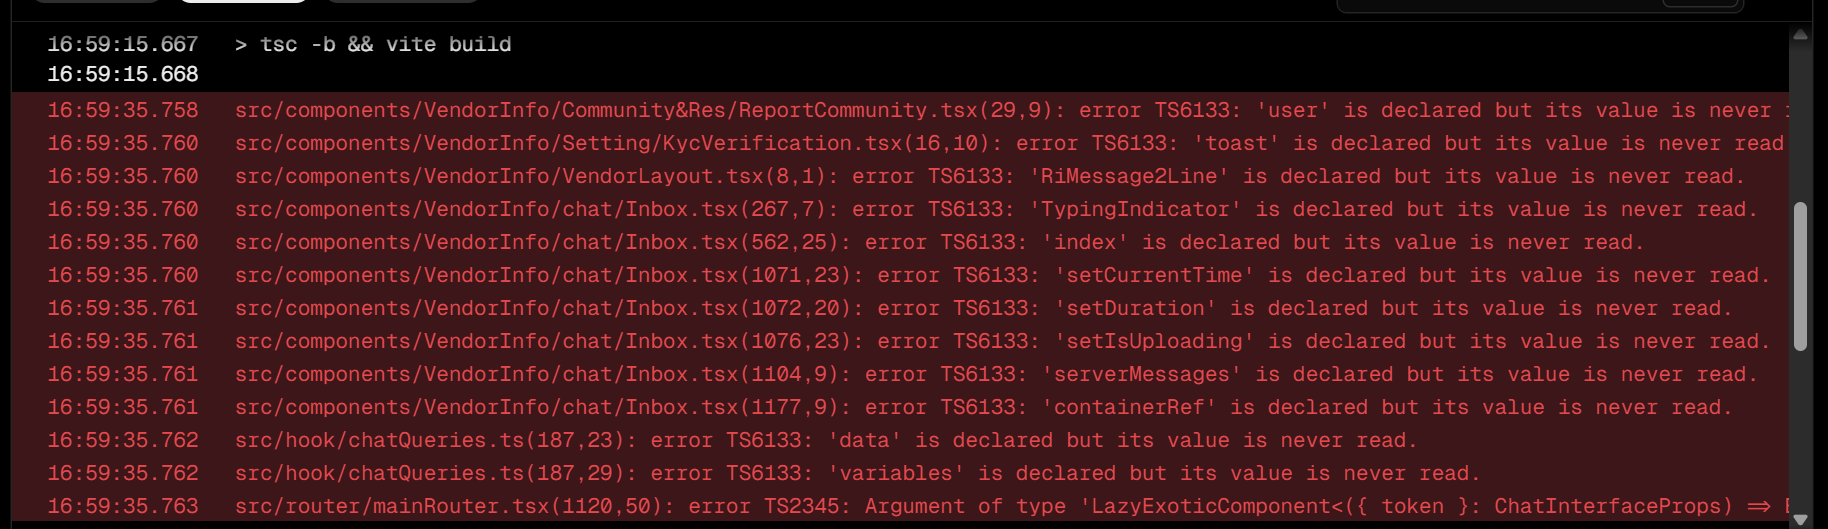 16:59:15.667 > tsc -b && vite build
16:59:15.668
16:59:35.758 src/components/VendorInfo/Community&Res/ReportCommunity.tsx(29,9): error TS6133: 'user' is declared but its value is never
16:59:35.760 src/components/VendorInfo/Setting/KycVerification.tsx(16,10): error TS6133: 'toast' is declared but its value is never read
16:59:35.760 src/components/VendorInfo/VendorLayout.tsx(8,1): error TS6133: 'RiMessage2Line' is declared but its value is never read.
16:59:35.760 src/components/VendorInfo/chat/Inbox.tsx(267,7): error TS6133: 'TypingIndicator' is declared but its value is never read.
16:59:35.760 src/components/VendorInfo/chat/Inbox.tsx(562,25): error TS6133: 'index' is declared but its value is never read.
16:59:35.760 src/components/VendorInfo/chat/Inbox.tsx(1071,23): error TS6133: 'setCurrentTime' is declared but its value is never read.
16:59:35.761 src/components/VendorInfo/chat/Inbox.tsx(1072,20): error TS6133: 'setDuration' is declared but its value is never read.
16:59:35.761 src/components/VendorInfo/chat/Inbox.tsx(1076,23): error TS6133: 'setIsUploading' is declared but its value is never read.
16:59:35.761 src/components/VendorInfo/chat/Inbox.tsx(1104,9): error TS6133: 'serverMessages' is declared but its value is never read.
16:59:35.761 src/components/VendorInfo/chat/Inbox.tsx(1177,9): error TS6133: 'containerRef' is declared but its value is never read.
16:59:35.762 src/hook/chatQueries.ts(187,23): error TS6133: 'data' is declared but its value is never read.
16:59:35.762 src/hook/chatQueries.ts(187,29): error TS6133: 'variables' is declared but its value is never read.
16:59:35.763 src/router/mainRouter.tsx(1120,50): error TS2345: Argument of type 'LazyExoticComponent<({ token }: ChatInterfaceProps) =>